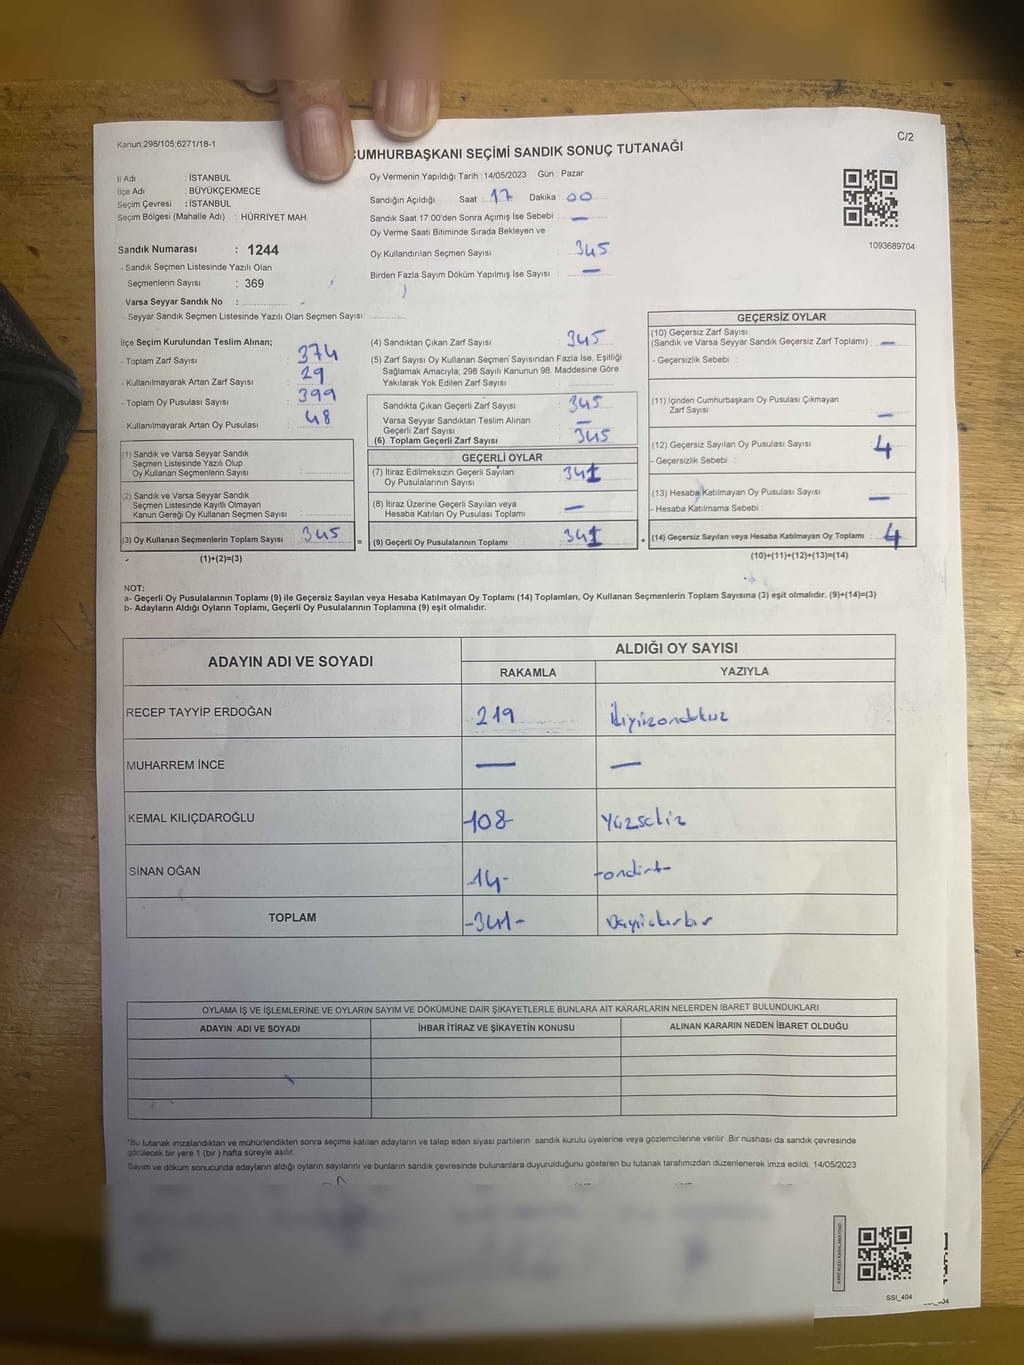 Kanun;298/105;6271/18-1
C/2
CUMHURBAŞKANI SEÇİMİ SANDIK SONUÇ TUTANAĞI
İl Adı : İSTANBUL
İlçe Adı : BÜYÜKÇEKMECE
Seçim Çevresi : İSTANBUL
Seçim Bölgesi (Mahalle Adı) : HÜRRİYET MAH.
Sandık Numarası : 1244
- Sandık Seçmen Listesinde Yazılı Olan
Seçmenlerin Sayısı : 369
Varsa Seyyar Sandık No :
- Seyyar Sandık Seçmen Listesinde Yazılı Olan Seçmen Sayısı:
Oy Vermenin Yapıldığı Tarih : 14/05/2023 Gün : Pazar
Sandığın Açıldığı Saat 17 Dakika : 00
Sandık Saat 17:00'den Sonra Açımış İse Sebebi : —
Oy Verme Saati Bitiminde Sırada Bekleyen ve
Oy Kullandırılan Seçmen Sayısı : 345
Birden Fazla Sayım Döküm Yapılmış İse Sayısı : —
1093689704
İlçe Seçim Kurulundan Teslim Alınan;
- Toplam Zarf Sayısı : 374
- Kullanılmayarak Artan Zarf Sayısı : 29
- Toplam Oy Pusulası Sayısı : 399
- Kullanılmayarak Artan Oy Pusulası : 48
(1) Sandık ve Varsa Seyyar Sandık
Seçmen Listesinde Yazılı Olup
Oy Kullanan Seçmenlerin Sayısı :
(2) Sandık ve Varsa Seyyar Sandık
Seçmen Listesinde Kayıtlı Olmayan
Kanun Gereği Oy Kullanan Seçmen Sayısı :
(3) Oy Kullanan Seçmenlerin Toplam Sayısı : 345
(1)+(2)=(3)
(4) Sandıktan Çıkan Zarf Sayısı : 345
(5) Zarf Sayısı Oy Kullanan Seçmen Sayısından Fazla İse, Eşitliği
Sağlamak Amacıyla; 298 Sayılı Kanunun 98. Maddesine Göre
Yakılarak Yok Edilen Zarf Sayısı :
Sandıkta Çıkan Geçerli Zarf Sayısı : 345
Varsa Seyyar Sandıktan Teslim Alınan
Geçerli Zarf Sayısı : —
(6) Toplam Geçerli Zarf Sayısı : 345
GEÇERLİ OYLAR
(7) İtiraz Edilmeksizin Geçerli Sayılan
Oy Pusulalarının Sayısı : 341
(8) İtiraz Üzerine Geçerli Sayılan veya
Hesaba Katılan Oy Pusulası Toplamı : —
= (9) Geçerli Oy Pusulalarının Toplamı : 341
GEÇERSİZ OYLAR
(10) Geçersiz Zarf Sayısı
(Sandık ve Varsa Seyyar Sandık Geçersiz Zarf Toplamı) : —
- Geçersizlik Sebebi :
(11) İçinden Cumhurbaşkanı Oy Pusulası Çıkmayan
Zarf Sayısı : —
(12) Geçersiz Sayılan Oy Pusulası Sayısı : 4
- Geçersizlik Sebebi :
(13) Hesaba Katılmayan Oy Pusulası Sayısı : —
- Hesaba Katılmama Sebebi :
+ (14) Geçersiz Sayılan veya Hesaba Katılmayan Oy Toplamı : 4
(10)+(11)+(12)+(13)=(14)
NOT:
a- Geçerli Oy Pusulalarının Toplamı (9) ile Geçersiz Sayılan veya Hesaba Katılmayan Oy Toplamı (14) Toplamları, Oy Kullanan Seçmenlerin Toplam Sayısına (3) eşit olmalıdır. (9)+(14)=(3)
b- Adayların Aldığı Oyların Toplamı, Geçerli Oy Pusulalarının Toplamına (9) eşit olmalıdır.
ADAYIN ADI VE SOYADI
ALDIĞI OY SAYISI
RAKAMLA YAZIYLA
RECEP TAYYİP ERDOĞAN 219 ikiyüzondokuz
MUHARREM İNCE — —
KEMAL KILIÇDAROĞLU 108 Yüzsekiz
SİNAN OĞAN -14- -ondört-
TOPLAM -341- üçyüzkırkbir
OYLAMA İŞ VE İŞLEMLERİNE VE OYLARIN SAYIM VE DÖKÜMÜNE DAİR ŞİKAYETLERLE BUNLARA AİT KARARLARIN NELERDEN İBARET BULUNDUKLARI
ADAYIN ADI VE SOYADI İHBAR İTİRAZ VE ŞİKAYETİN KONUSU ALINAN KARARIN NEDEN İBARET OLDUĞU
*Bu tutanak imzalandıktan ve mühürlendikten sonra seçime katılan adayların ve talep eden siyasi partilerin sandık kurulu üyelerine veya gözlemcilerine verilir. Bir nüshası da sandık çevresinde
görülecek bir yere 1 (bir ) hafta süreyle asılır.
Sayım ve döküm sonucunda adayların aldığı oyların sayılarını ve bunların sandık çevresinde bulunanlara duyurulduğunu gösteren bu tutanak tarafımızdan düzenlenerek imza edildi. 14/05/2023
SSI_404